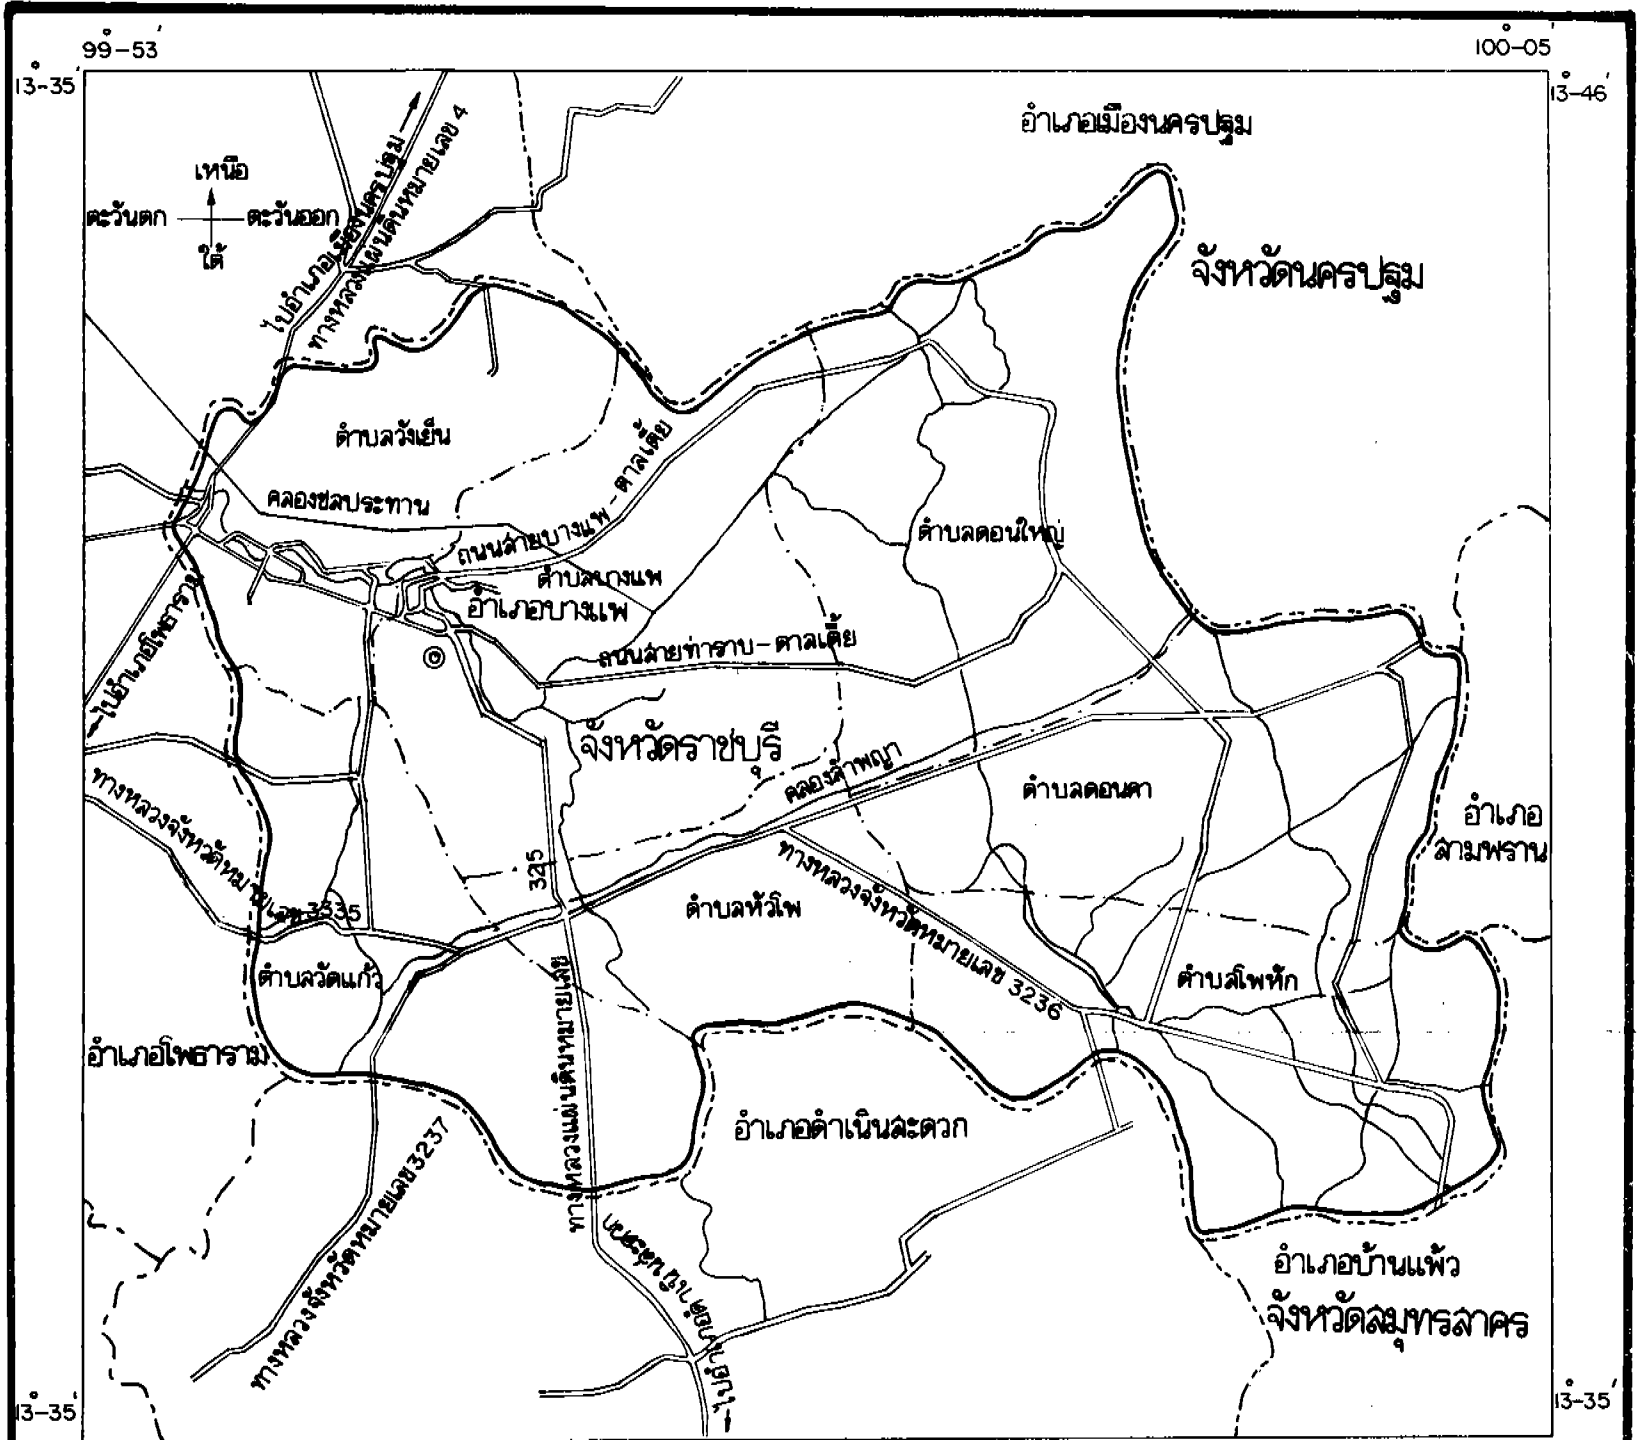 99°-53'
100°-05'
13°-35'
13°-46'
อำเภอเมืองนครปฐม
เหนือ
ตะวันตก
ตะวันออก
ใต้
ไปอำเภอเมืองนครปฐม
ทางหลวงแผ่นดินหมายเลข 4
จังหวัดนครปฐม
ตำบลวังเย็น
คลองชลประทาน
ถนนสายบางแพ - ตาลเตี้ย
ตำบลดอนใหญ่
ตำบลบางแพ
อำเภอบางแพ
ไปอำเภอโพธาราม
ถนนสายท่าราบ - ตาลเตี้ย
จังหวัดราชบุรี
คลองลำพญา
ตำบลดอนคา
อำเภอ
สามพราน
ทางหลวงจังหวัดหมายเลข 3335
325
ทางหลวงแผ่นดินหมายเลข
ตำบลหัวโพ
ทางหลวงจังหวัดหมายเลข 3236
ตำบลวัดแก้ว
ตำบลโพหัก
อำเภอโพธาราม
อำเภอดำเนินสะดวก
ทางหลวงจังหวัดหมายเลข 3237
ไปอำเภอดำเนินสะดวก
อำเภอบ้านแพ้ว
จังหวัดสมุทรสาคร
13°-35'
13°-35'